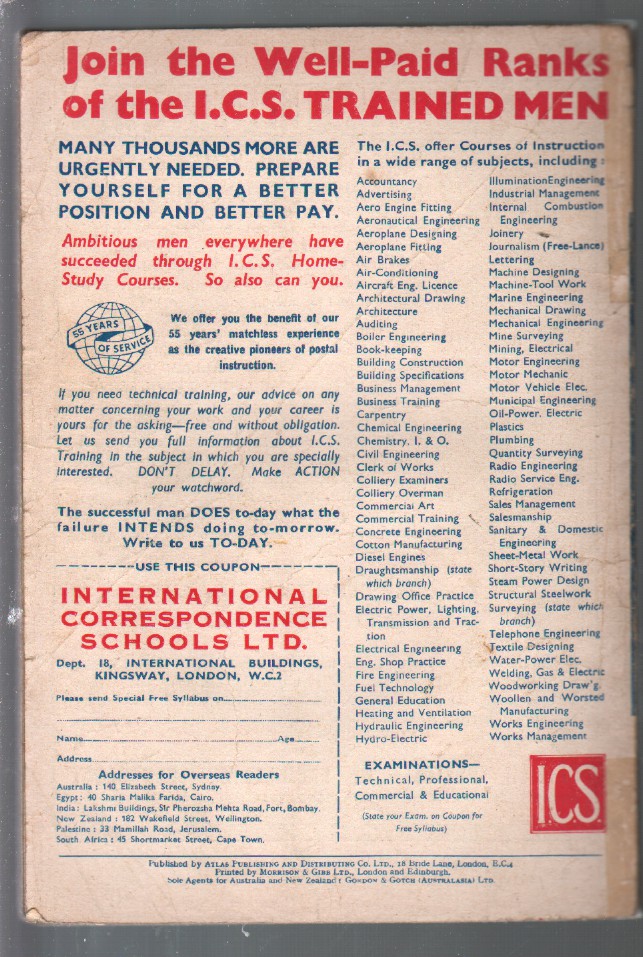 Join the Well-Paid Ranks
of the I.C.S. TRAINED MEN
MANY THOUSANDS MORE ARE
URGENTLY NEEDED. PREPARE
YOURSELF FOR A BETTER
POSITION AND BETTER PAY.
Ambitious men everywhere have
succeeded through I.C.S. Home-
Study Courses. So also can you.
55 YEARS
OF SERVICE
We offer you the benefit of our
55 years' matchless experience
as the creative pioneers of postal
instruction.
If you need technical training, our advice on any
matter concerning your work and your career is
yours for the asking—free and without obligation.
Let us send you full information about I.C.S.
Training in the subject in which you are specially
interested. DON'T DELAY. Make ACTION
your watchword.
The successful man DOES to-day what the
failure INTENDS doing to-morrow.
Write to us TO-DAY.
USE THIS COUPON
INTERNATIONAL
CORRESPONDENCE
SCHOOLS LTD.
Dept. 18, INTERNATIONAL BUILDINGS,
KINGSWAY, LONDON, W.C.2
Please send Special Free Syllabus on
Name Age
Address
Addresses for Overseas Readers
Australia : 140 Elizabeth Street, Sydney.
Egypt : 40 Sharia Malika Farida, Cairo.
India : Lakshmi Buildings, Sir Pherozsha Mehta Road, Fort, Bombay.
New Zealand : 182 Wakefield Street, Wellington.
Palestine : 33 Mamillah Road, Jerusalem.
South Africa : 45 Shortmarket Street, Cape Town.
The I.C.S. offer Courses of Instruction
in a wide range of subjects, including :
Accountancy
Advertising
Aero Engine Fitting
Aeronautical Engineering
Aeroplane Designing
Aeroplane Fitting
Air Brakes
Air-Conditioning
Aircraft Eng. Licence
Architectural Drawing
Architecture
Auditing
Boiler Engineering
Book-keeping
Building Construction
Building Specifications
Business Management
Business Training
Carpentry
Chemical Engineering
Chemistry, I. & O.
Civil Engineering
Clerk of Works
Colliery Examiners
Colliery Overman
Commercial Art
Commercial Training
Concrete Engineering
Cotton Manufacturing
Diesel Engines
Draughtsmanship (state
which branch)
Drawing Office Practice
Electric Power, Lighting,
Transmission and Trac-
tion
Electrical Engineering
Eng. Shop Practice
Fire Engineering
Fuel Technology
General Education
Heating and Ventilation
Hydraulic Engineering
Hydro-Electric
Illumination Engineering
Industrial Management
Internal Combustion
Engineering
Joinery
Journalism (Free-Lance)
Lettering
Machine Designing
Machine-Tool Work
Marine Engineering
Mechanical Drawing
Mechanical Engineering
Mine Surveying
Mining, Electrical
Motor Engineering
Motor Mechanic
Motor Vehicle Elec.
Municipal Engineering
Oil-Power, Electric
Plastics
Plumbing
Quantity Surveying
Radio Engineering
Radio Service Eng.
Refrigeration
Sales Management
Salesmanship
Sanitary & Domestic
Engineering
Sheet-Metal Work
Short-Story Writing
Steam Power Design
Structural Steelwork
Surveying (state which
branch)
Telephone Engineering
Textile Designing
Water-Power Elec.
Welding, Gas & Electric
Woodworking Draw'g.
Woollen and Worsted
Manufacturing
Works Engineering
Works Management
EXAMINATIONS—
Technical, Professional,
Commercial & Educational
(State your Exam. on Coupon for
Free Syllabus)
I.C.S.
Published by ATLAS PUBLISHING AND DISTRIBUTING CO. LTD., 18 Bride Lane, London, E.C.4
Printed by MORRISON & GIBB LTD., London and Edinburgh.
Sole Agents for Australia and New Zealand : GORDON & GOTCH (AUSTRALASIA) LTD.